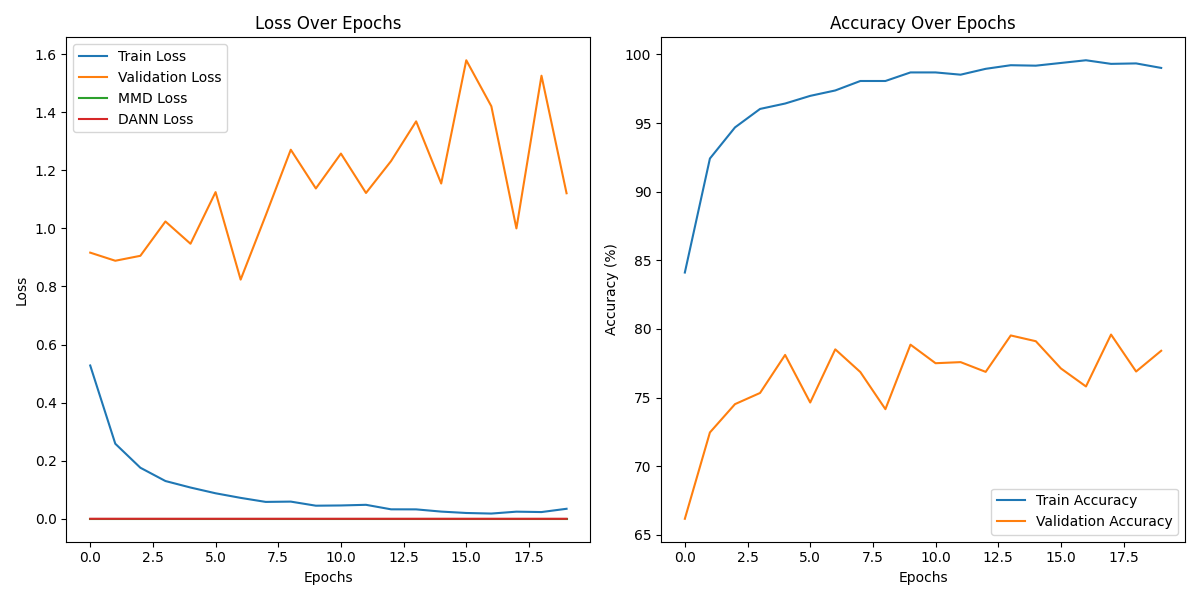 Loss Over Epochs
Train Loss
Validation Loss
MMD Loss
DANN Loss
1.6
1.4
1.2
1.0
0.8
0.6
0.4
0.2
0.0
Loss
0.0 2.5 5.0 7.5 10.0 12.5 15.0 17.5
Epochs
Accuracy Over Epochs
100
95
90
85
80
75
70
65
Accuracy (%)
Train Accuracy
Validation Accuracy
0.0 2.5 5.0 7.5 10.0 12.5 15.0 17.5
Epochs